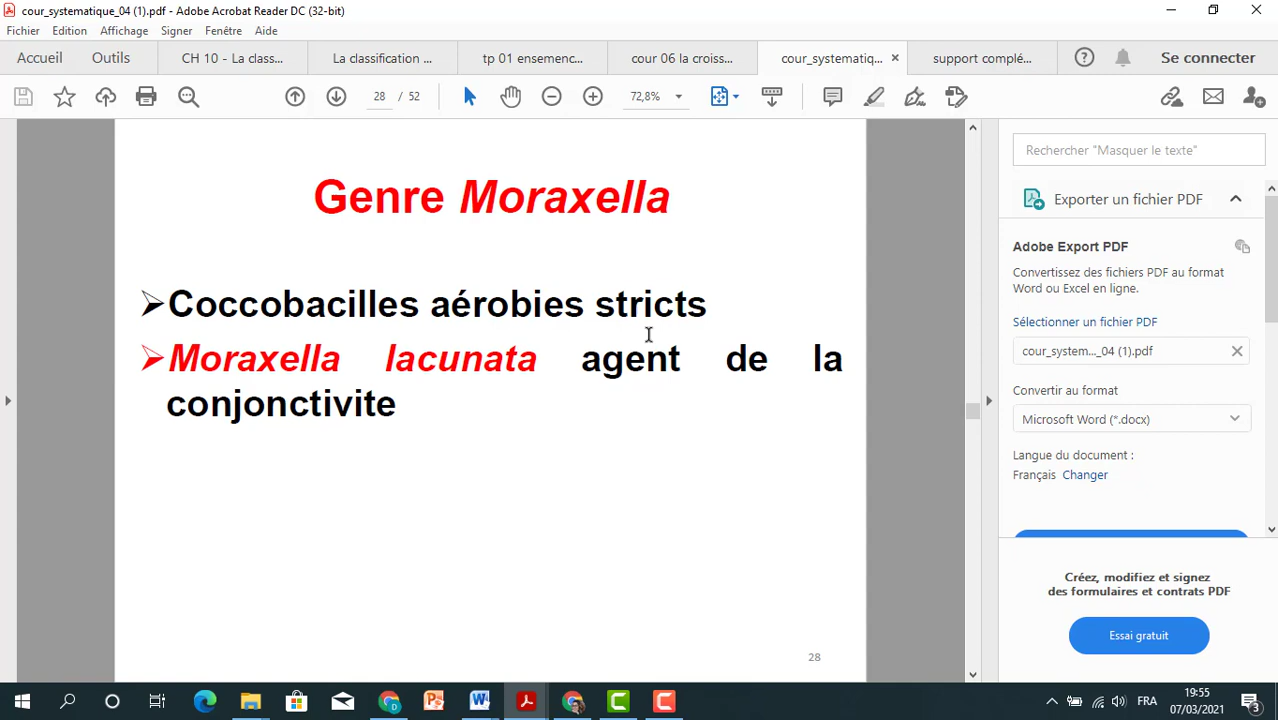 cour_systematique_04 (1).pdf - Adobe Acrobat Reader DC (32-bit)
Fichier Edition Affichage Signer Fenêtre Aide
Accueil Outils CH 10 - La class... La classification ... tp 01 ensemenc... cour 06 la croiss... cour_systematiq... support complé... Se connecter
28 / 52 72,8%
Genre Moraxella
Coccobacilles aérobies stricts
Moraxella lacunata agent de la
conjonctivite
28
Rechercher "Masquer le texte"
Exporter un fichier PDF
Adobe Export PDF
Convertissez des fichiers PDF au format
Word ou Excel en ligne.
Sélectionner un fichier PDF
cour_system..._04 (1).pdf
Convertir au format
Microsoft Word (*.docx)
Langue du document :
Français Changer
Créez, modifiez et signez
des formulaires et contrats PDF
Essai gratuit
FRA
19:55
07/03/2021
3